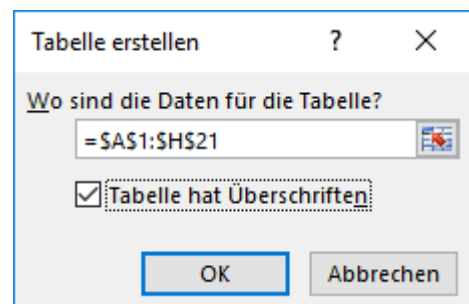 Tabelle erstellen ? ×
Wo sind die Daten für die Tabelle?
=$A$1:$H$21
Tabelle hat Überschriften
OK Abbrechen